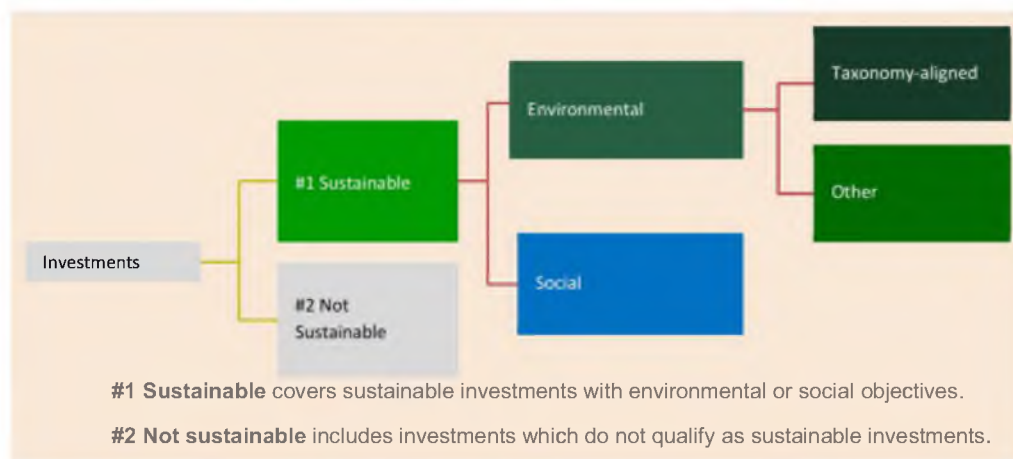 Taxonomy-aligned
Environmental
#1 Sustainable
Other
Investments
Social
#2 Not
Sustainable
#1 Sustainable covers sustainable investments with environmental or social objectives.
#2 Not sustainable includes investments which do not qualify as sustainable investments.